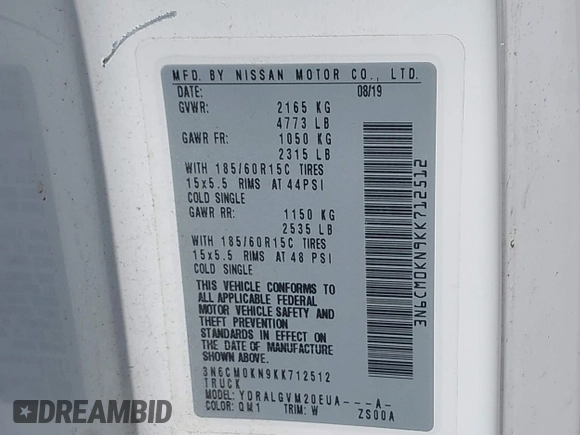 MFD. BY NISSAN MOTOR CO., LTD.
DATE: 08/19
GVWR: 2165 KG
4773 LB
GAWR FR: 1050 KG
2315 LB
WITH 185/60R15C TIRES
15x5.5 RIMS AT 44PSI
COLD SINGLE
GAWR RR: 1150 KG
2535 LB
WITH 185/60R15C TIRES
15x5.5 RIMS AT 48 PSI
COLD SINGLE
THIS VEHICLE CONFORMS TO
ALL APPLICABLE FEDERAL
MOTOR VEHICLE SAFETY AND
THEFT PREVENTION
STANDARDS IN EFFECT ON
THE DATE OF MANUFACTURE
SHOWN ABOVE.
3N6CM0KN9KK712512
TRUCK
MODEL: YDRALGVM20EUA----A-
COLOR: QM1 TRIM: W ZS00A
3N6CM0KN9KK712512
AutoBidMaster